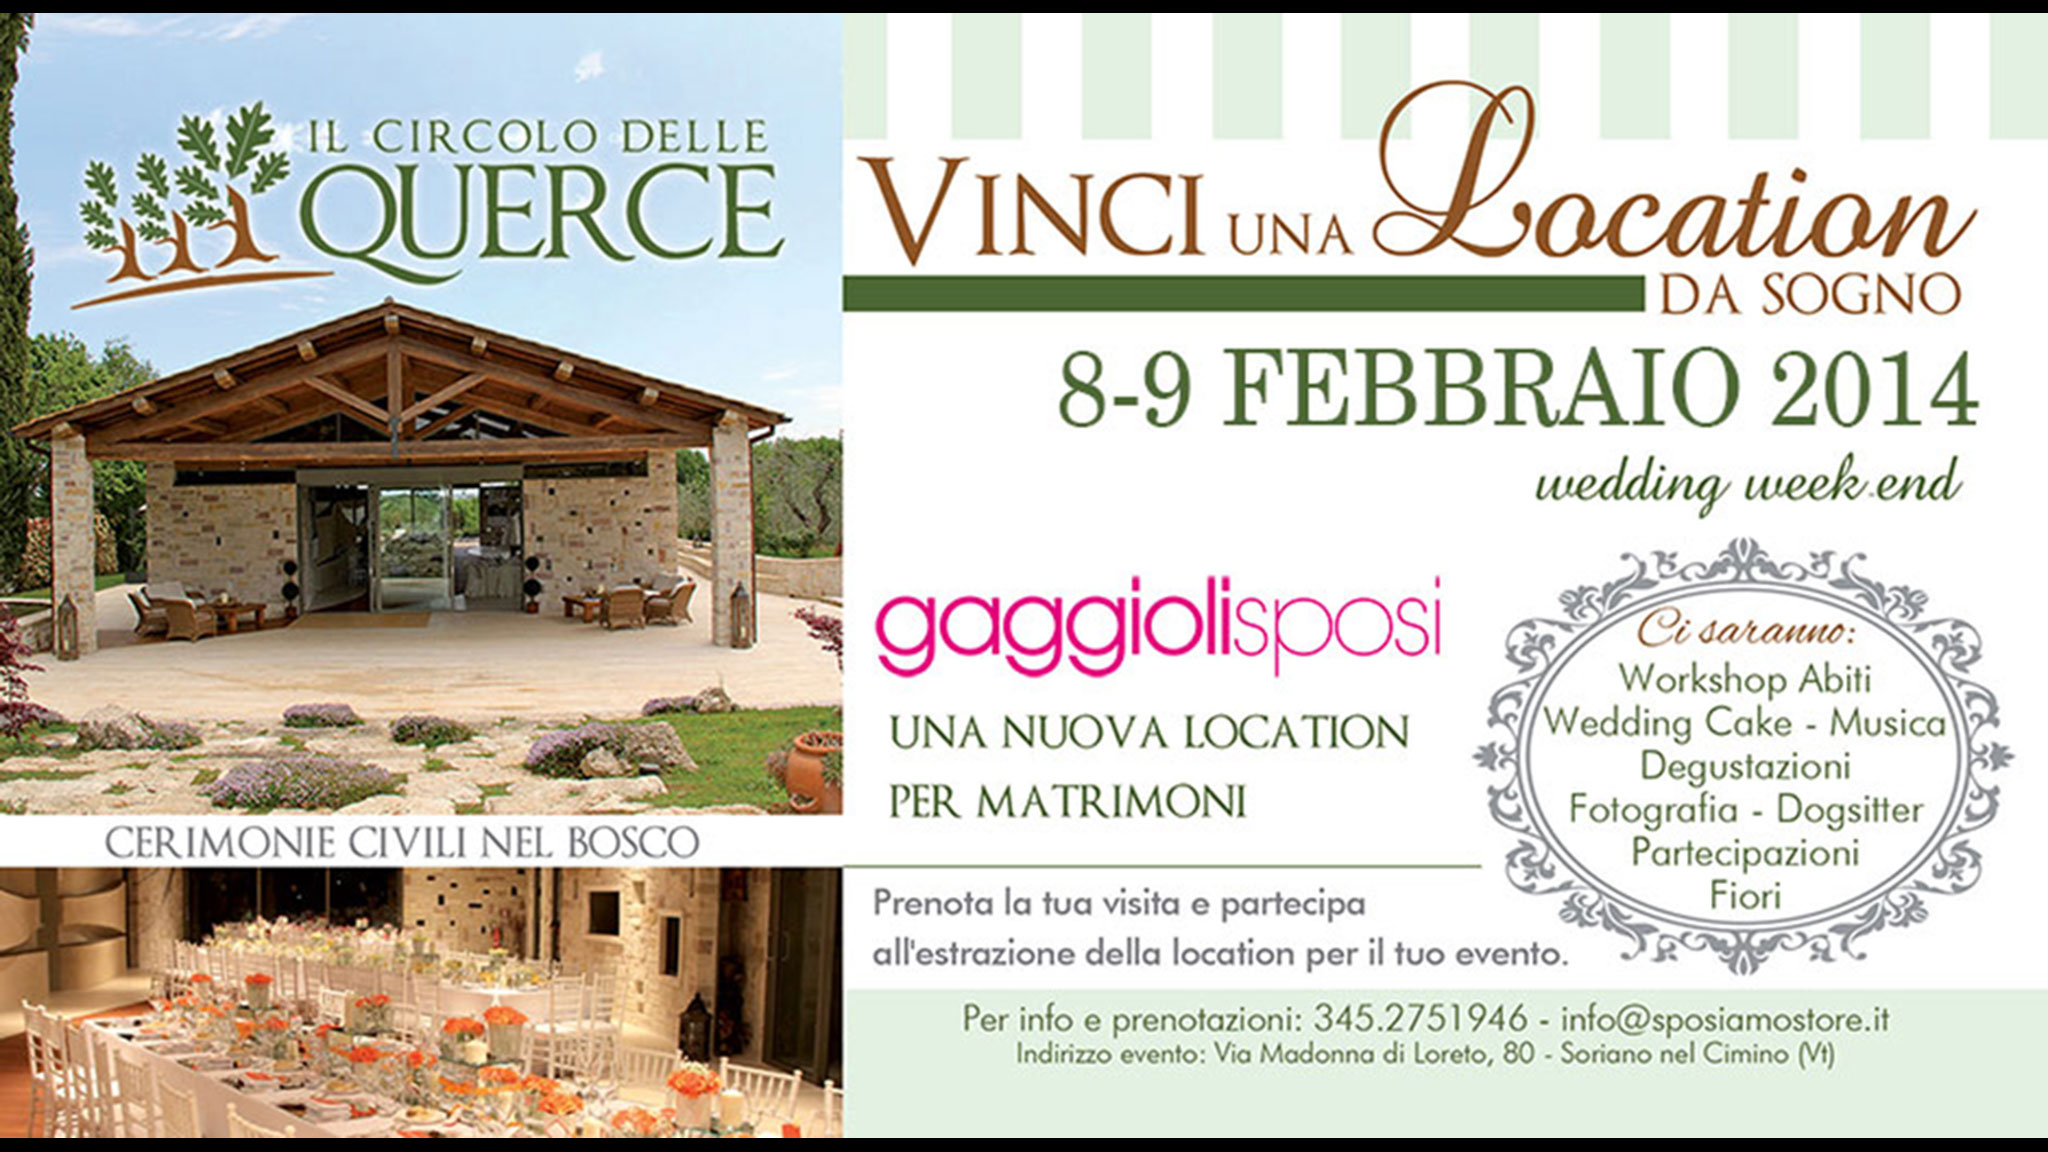 IL CIRCOLO DELLE
QUERCE
CERIMONIE CIVILI NEL BOSCO
VINCI UNA Location
DA SOGNO
8-9 FEBBRAIO 2014
wedding week end
gaggiolisposi
UNA NUOVA LOCATION
PER MATRIMONI
Ci saranno:
Workshop Abiti
Wedding Cake - Musica
Degustazioni
Fotografia - Dogsitter
Partecipazioni
Fiori
Prenota la tua visita e partecipa
all'estrazione della location per il tuo evento.
Per info e prenotazioni: 345.2751946 - info@sposiamostore.it
Indirizzo evento: Via Madonna di Loreto, 80 - Soriano nel Cimino (Vt)